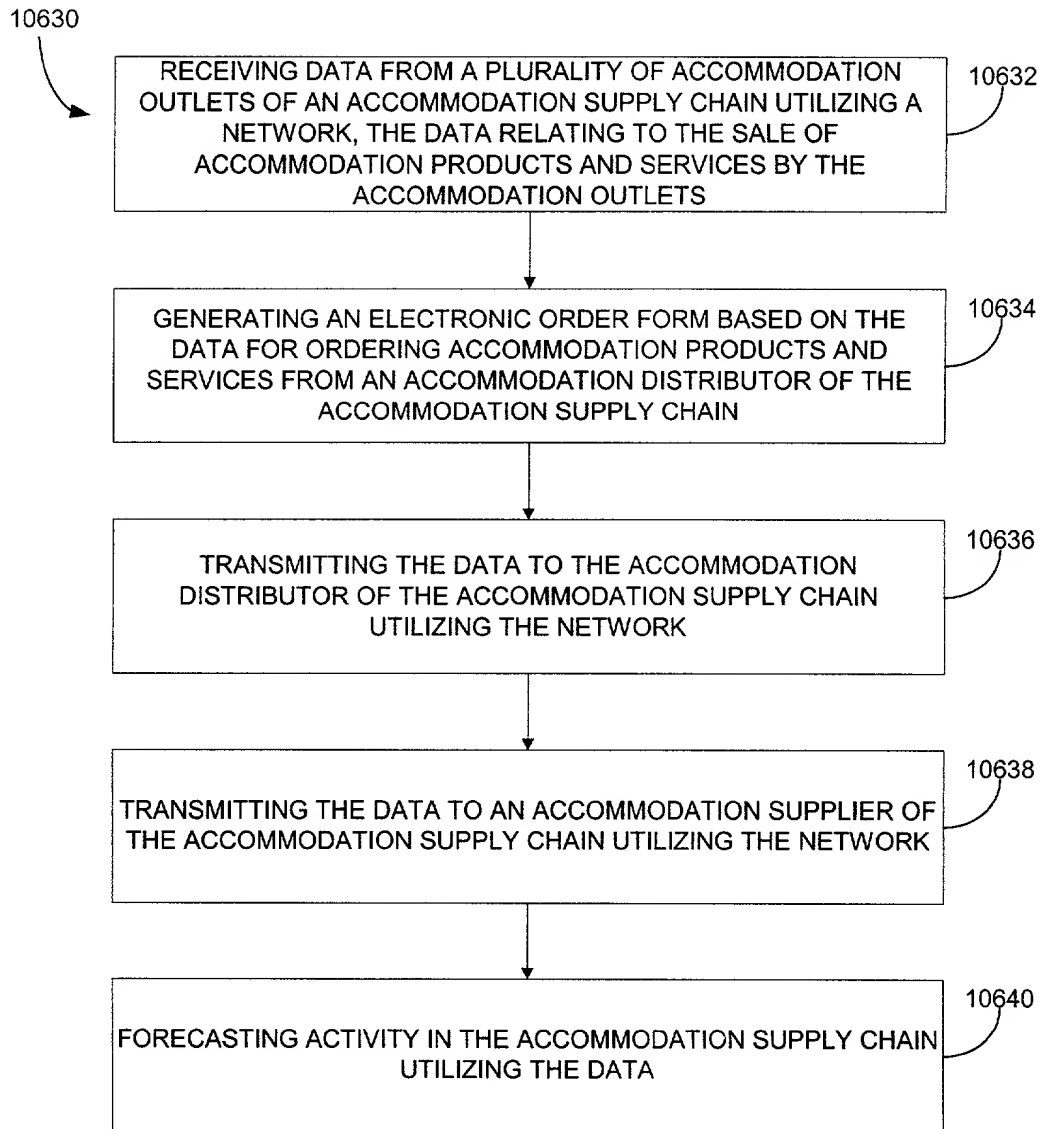 10630
RECEIVING DATA FROM A PLURALITY OF ACCOMMODATION
OUTLETS OF AN ACCOMMODATION SUPPLY CHAIN UTILIZING A
NETWORK, THE DATA RELATING TO THE SALE OF
ACCOMMODATION PRODUCTS AND SERVICES BY THE
ACCOMMODATION OUTLETS
10632
GENERATING AN ELECTRONIC ORDER FORM BASED ON THE
DATA FOR ORDERING ACCOMMODATION PRODUCTS AND
SERVICES FROM AN ACCOMMODATION DISTRIBUTOR OF THE
ACCOMMODATION SUPPLY CHAIN
10634
TRANSMITTING THE DATA TO THE ACCOMMODATION
DISTRIBUTOR OF THE ACCOMMODATION SUPPLY CHAIN
UTILIZING THE NETWORK
10636
TRANSMITTING THE DATA TO AN ACCOMMODATION SUPPLIER OF
THE ACCOMMODATION SUPPLY CHAIN UTILIZING THE NETWORK
10638
FORECASTING ACTIVITY IN THE ACCOMMODATION SUPPLY CHAIN
UTILIZING THE DATA
10640